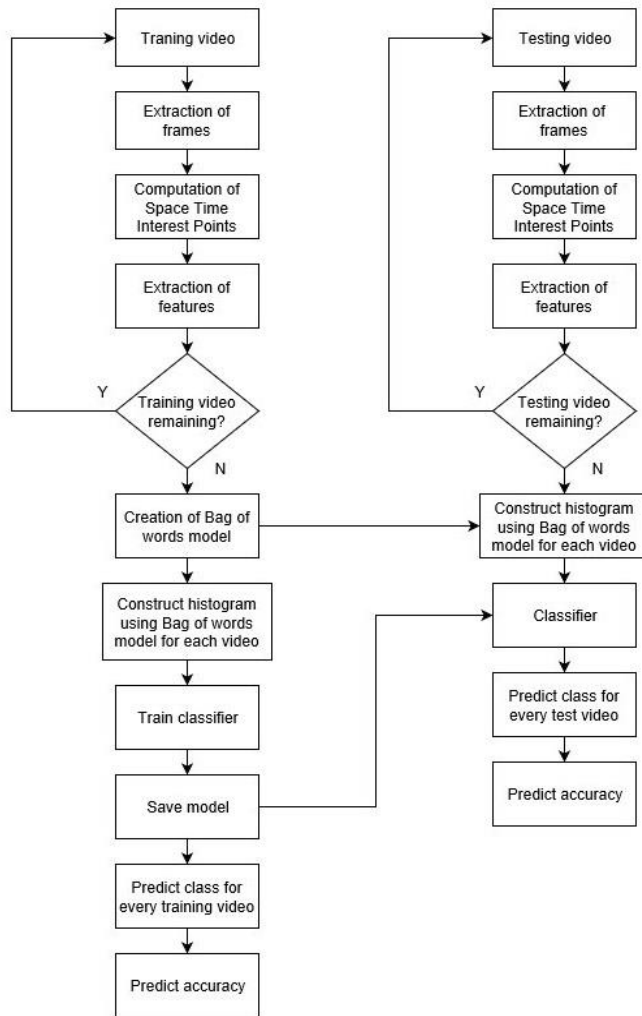 Traning video
Extraction of
frames
Computation of
Space Time
Interest Points
Extraction of
features
Y
Training video
remaining?
N
Creation of Bag of
words model
Construct histogram
using Bag of words
model for each video
Train classifier
Save model
Predict class for
every training video
Predict accuracy
Testing video
Extraction of
frames
Computation of
Space Time
Interest Points
Extraction of
features
Y
Testing video
remaining?
N
Construct histogram
using Bag of words
model for each video
Classifier
Predict class for
every test video
Predict accuracy